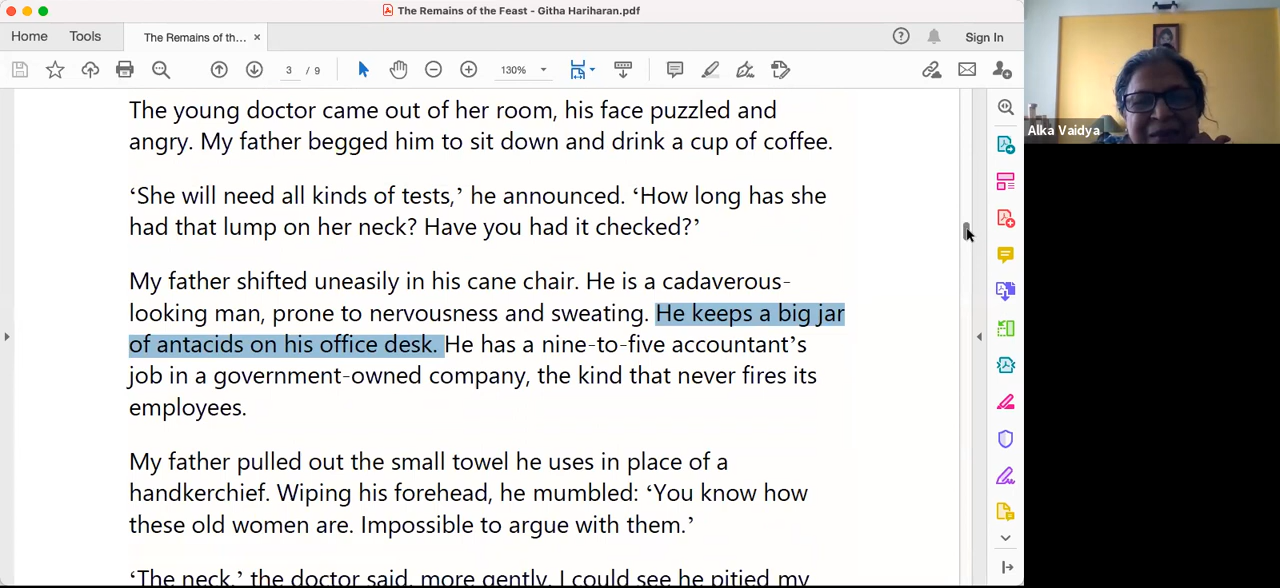 The Remains of the Feast - Githa Hariharan.pdf
Home
Tools
The Remains of th...
Sign In
3 / 9
130%
The young doctor came out of her room, his face puzzled and
angry. My father begged him to sit down and drink a cup of coffee.
‘She will need all kinds of tests,’ he announced. ‘How long has she
had that lump on her neck? Have you had it checked?’
My father shifted uneasily in his cane chair. He is a cadaverous-
looking man, prone to nervousness and sweating. He keeps a big jar
of antacids on his office desk. He has a nine-to-five accountant’s
job in a government-owned company, the kind that never fires its
employees.
My father pulled out the small towel he uses in place of a
handkerchief. Wiping his forehead, he mumbled: ‘You know how
these old women are. Impossible to argue with them.’
‘The neck,’ the doctor said, more gently. I could see he pitied my
Alka Vaidya